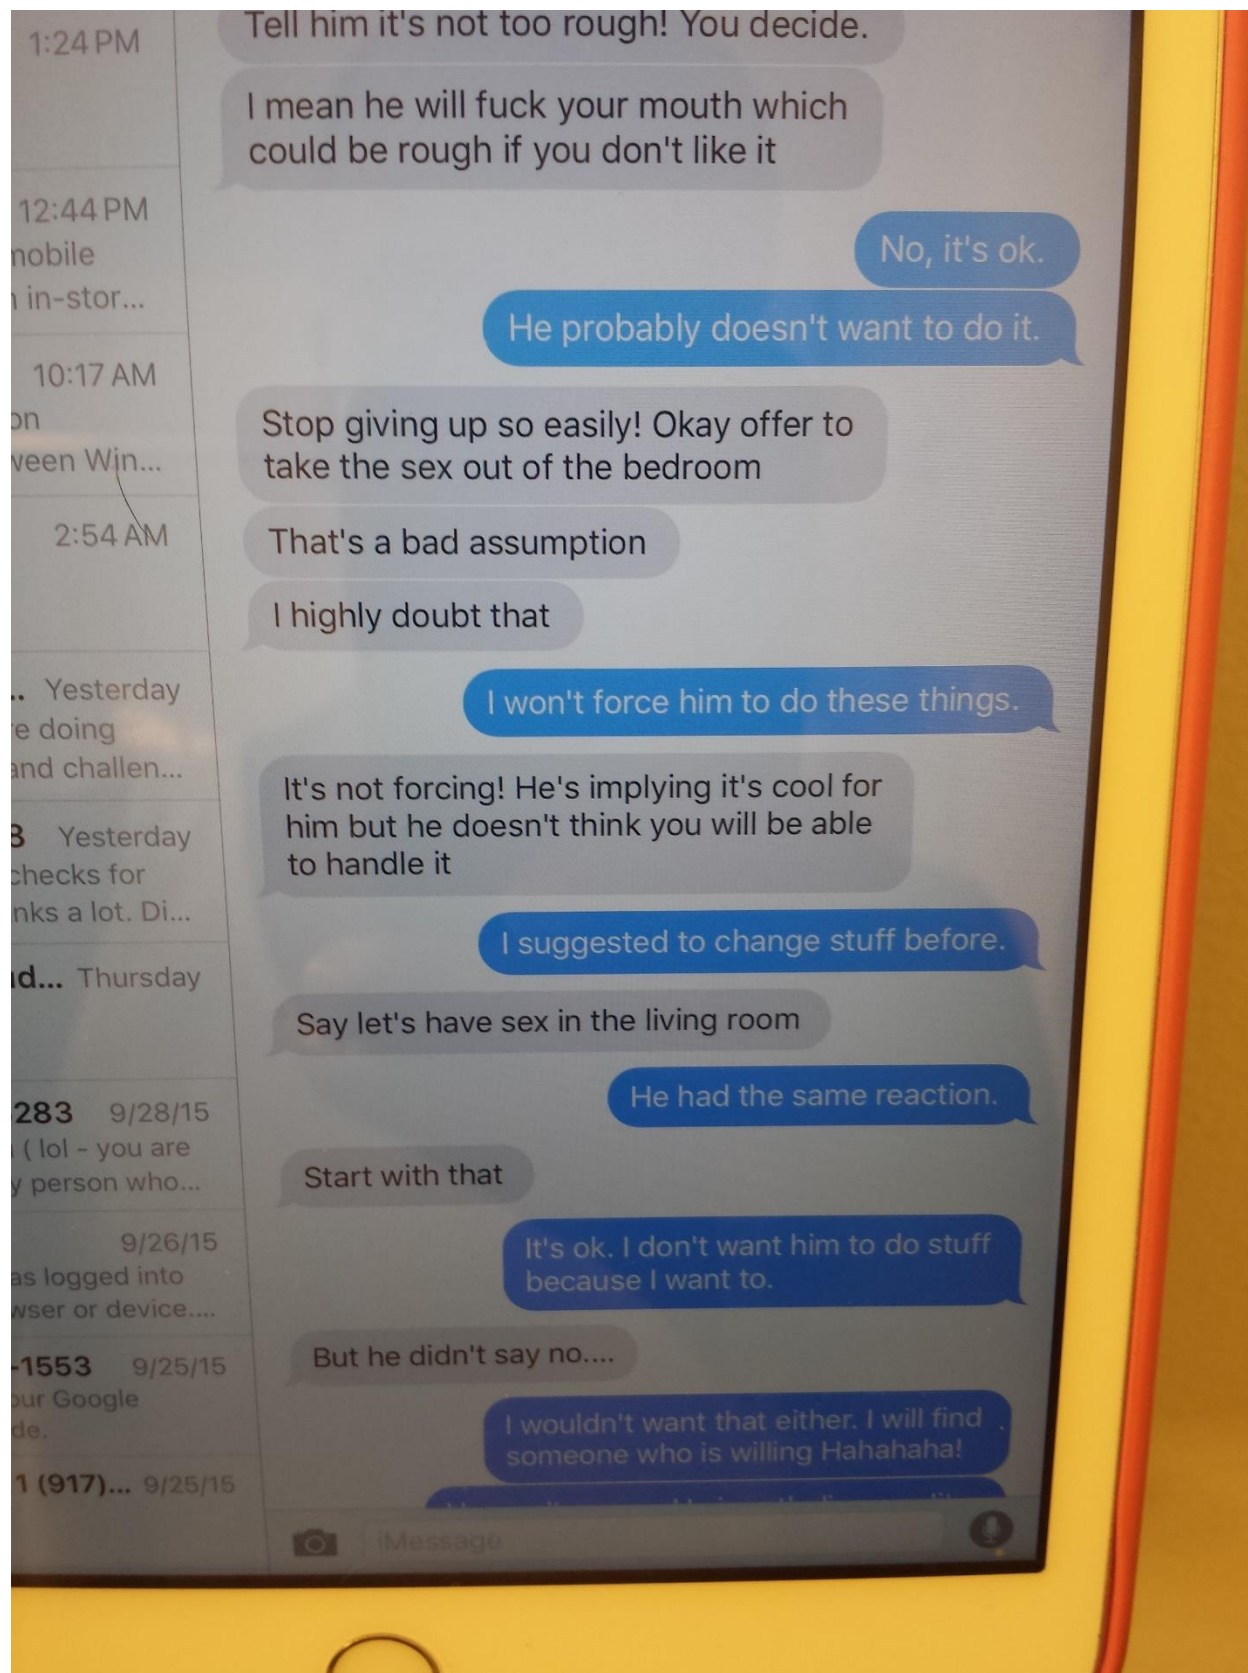 1:24 PM
12:44 PM
mobile
in-stor...
10:17 AM
on
ween Win...
2:54 AM
.. Yesterday
e doing
and challen...
3 Yesterday
checks for
nks a lot. Di...
d... Thursday
283 9/28/15
( lol - you are
y person who...
9/26/15
as logged into
wser or device....
-1553 9/25/15
our Google
de.
1 (917)... 9/25/15
Tell him it's not too rough! You decide.
I mean he will fuck your mouth which
could be rough if you don't like it
No, it's ok.
He probably doesn't want to do it.
Stop giving up so easily! Okay offer to
take the sex out of the bedroom
That's a bad assumption
I highly doubt that
I won't force him to do these things.
It's not forcing! He's implying it's cool for
him but he doesn't think you will be able
to handle it
I suggested to change stuff before.
Say let's have sex in the living room
He had the same reaction.
Start with that
It's ok. I don't want him to do stuff
because I want to.
But he didn't say no....
I wouldn't want that either. I will find
someone who is willing Hahahaha!
iMessage